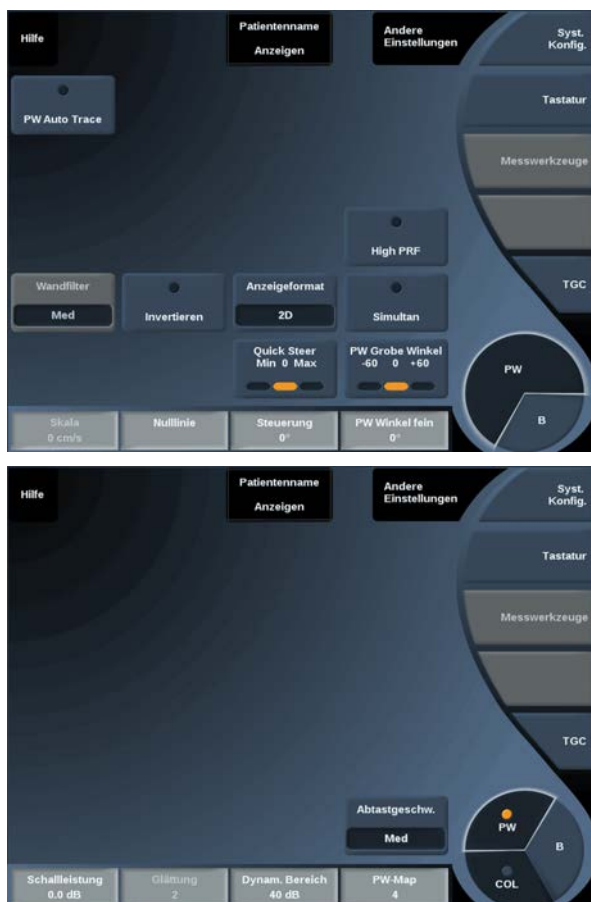 Hilfe
Patientenname
Anzeigen
Andere
Einstellungen
Syst.
Konfig.
PW Auto Trace
Tastatur
Messwerkzeuge
High PRF
TGC
Wandfilter
Med
Invertieren
Anzeigeformat
2D
Simultan
Quick Steer
Min 0 Max
PW Grobe Winkel
-60 0 +60
PW
B
Skala
0 cm/s
Nulllinie
Steuerung
0°
PW Winkel fein
0°
Hilfe
Patientenname
Anzeigen
Andere
Einstellungen
Syst.
Konfig.
Tastatur
Messwerkzeuge
TGC
Abtastgeschw.
Med
PW
B
COL
Schallleistung
0.0 dB
Glättung
2
Dynam. Bereich
40 dB
PW-Map
4